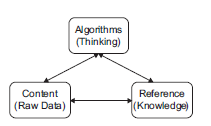 Algorithms
(Thinking)
Content
(Raw Data)
Reference
(Knowledge)